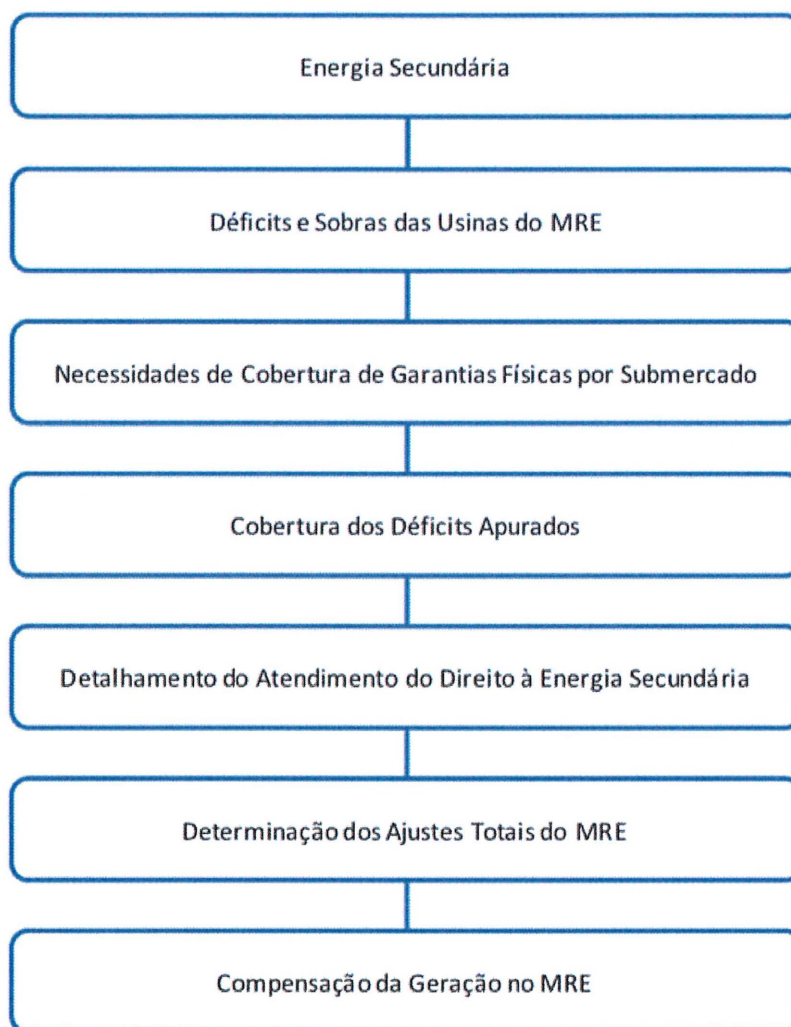 Energia Secundária
Déficits e Sobras das Usinas do MRE
Necessidades de Cobertura de Garantias Físicas por Submercado
Cobertura dos Déficits Apurados
Detalhamento do Atendimento do Direito à Energia Secundária
Determinação dos Ajustes Totais do MRE
Compensação da Geração no MRE